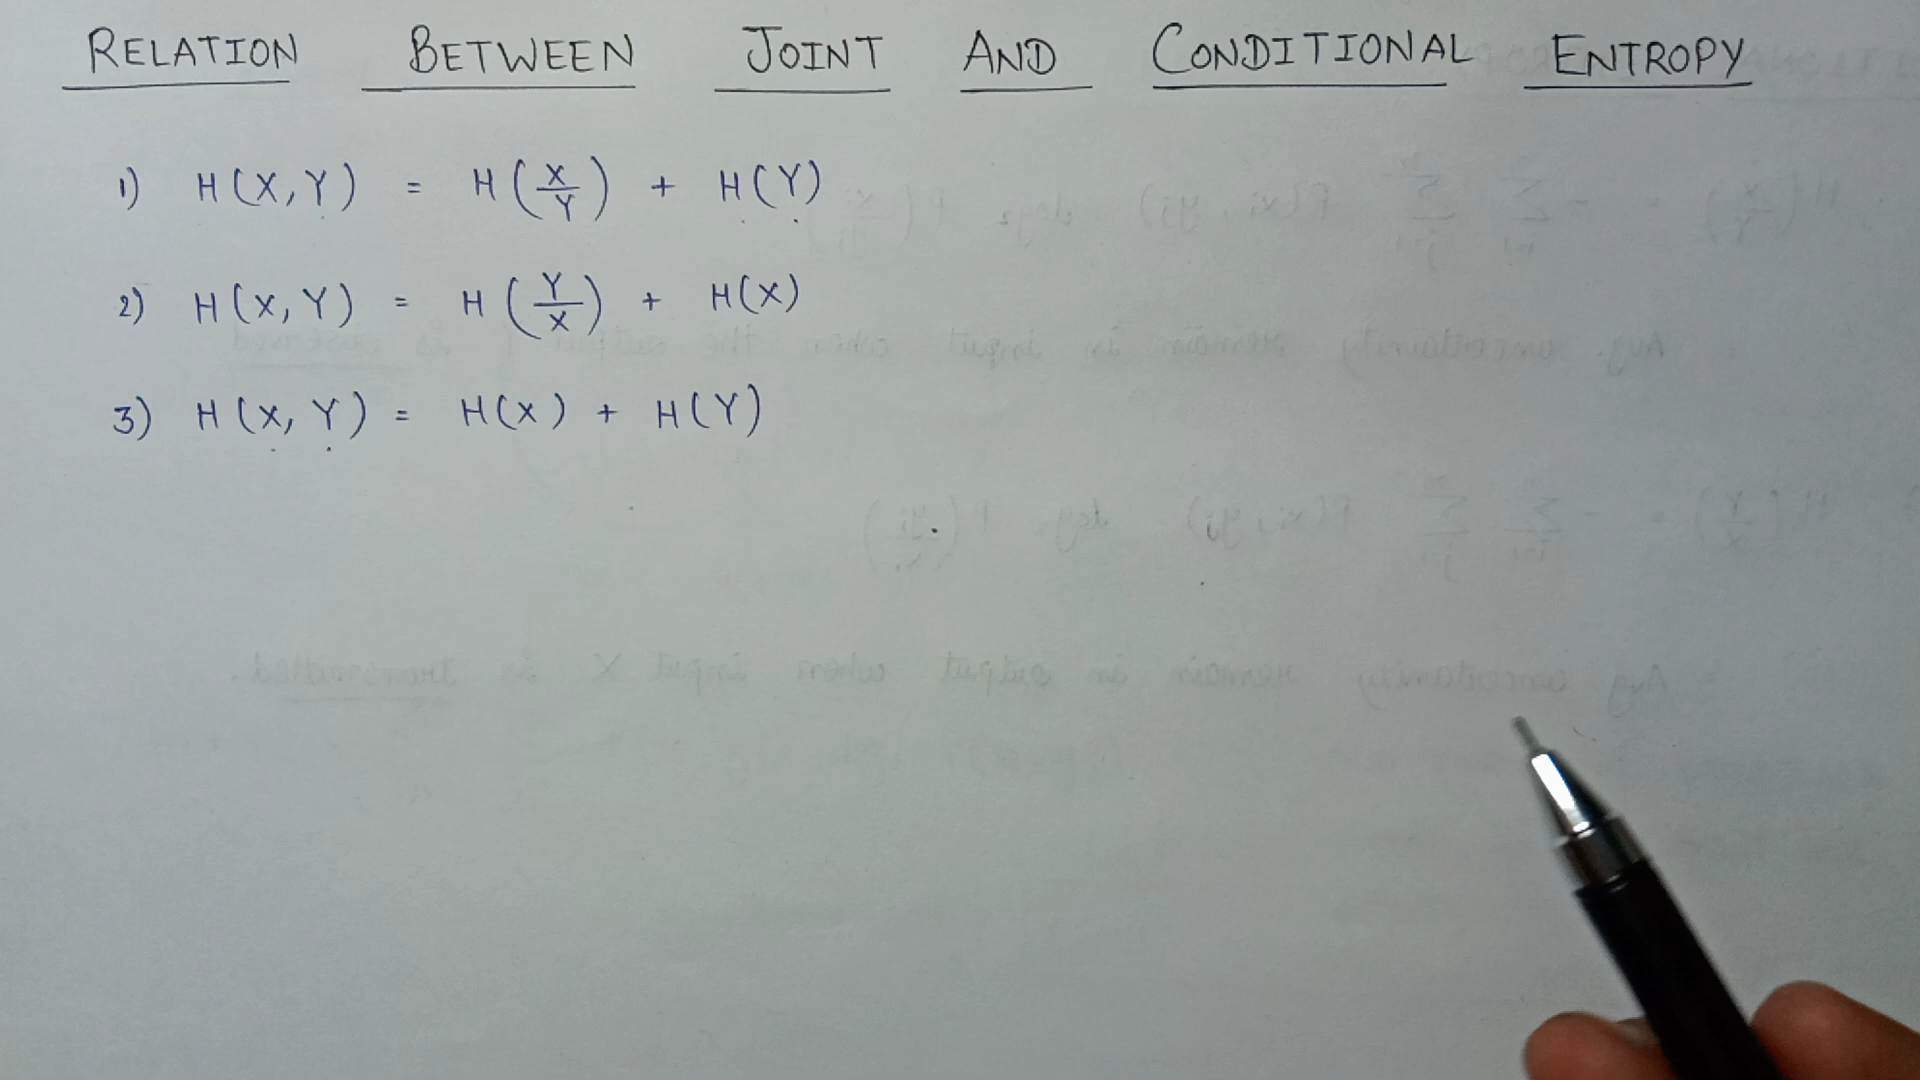 RELATION BETWEEN JOINT AND CONDITIONAL ENTROPY
1) H(X,Y) = H(X/Y) + H(Y)
2) H(X,Y) = H(Y/X) + H(X)
3) H(X,Y) = H(X) + H(Y)